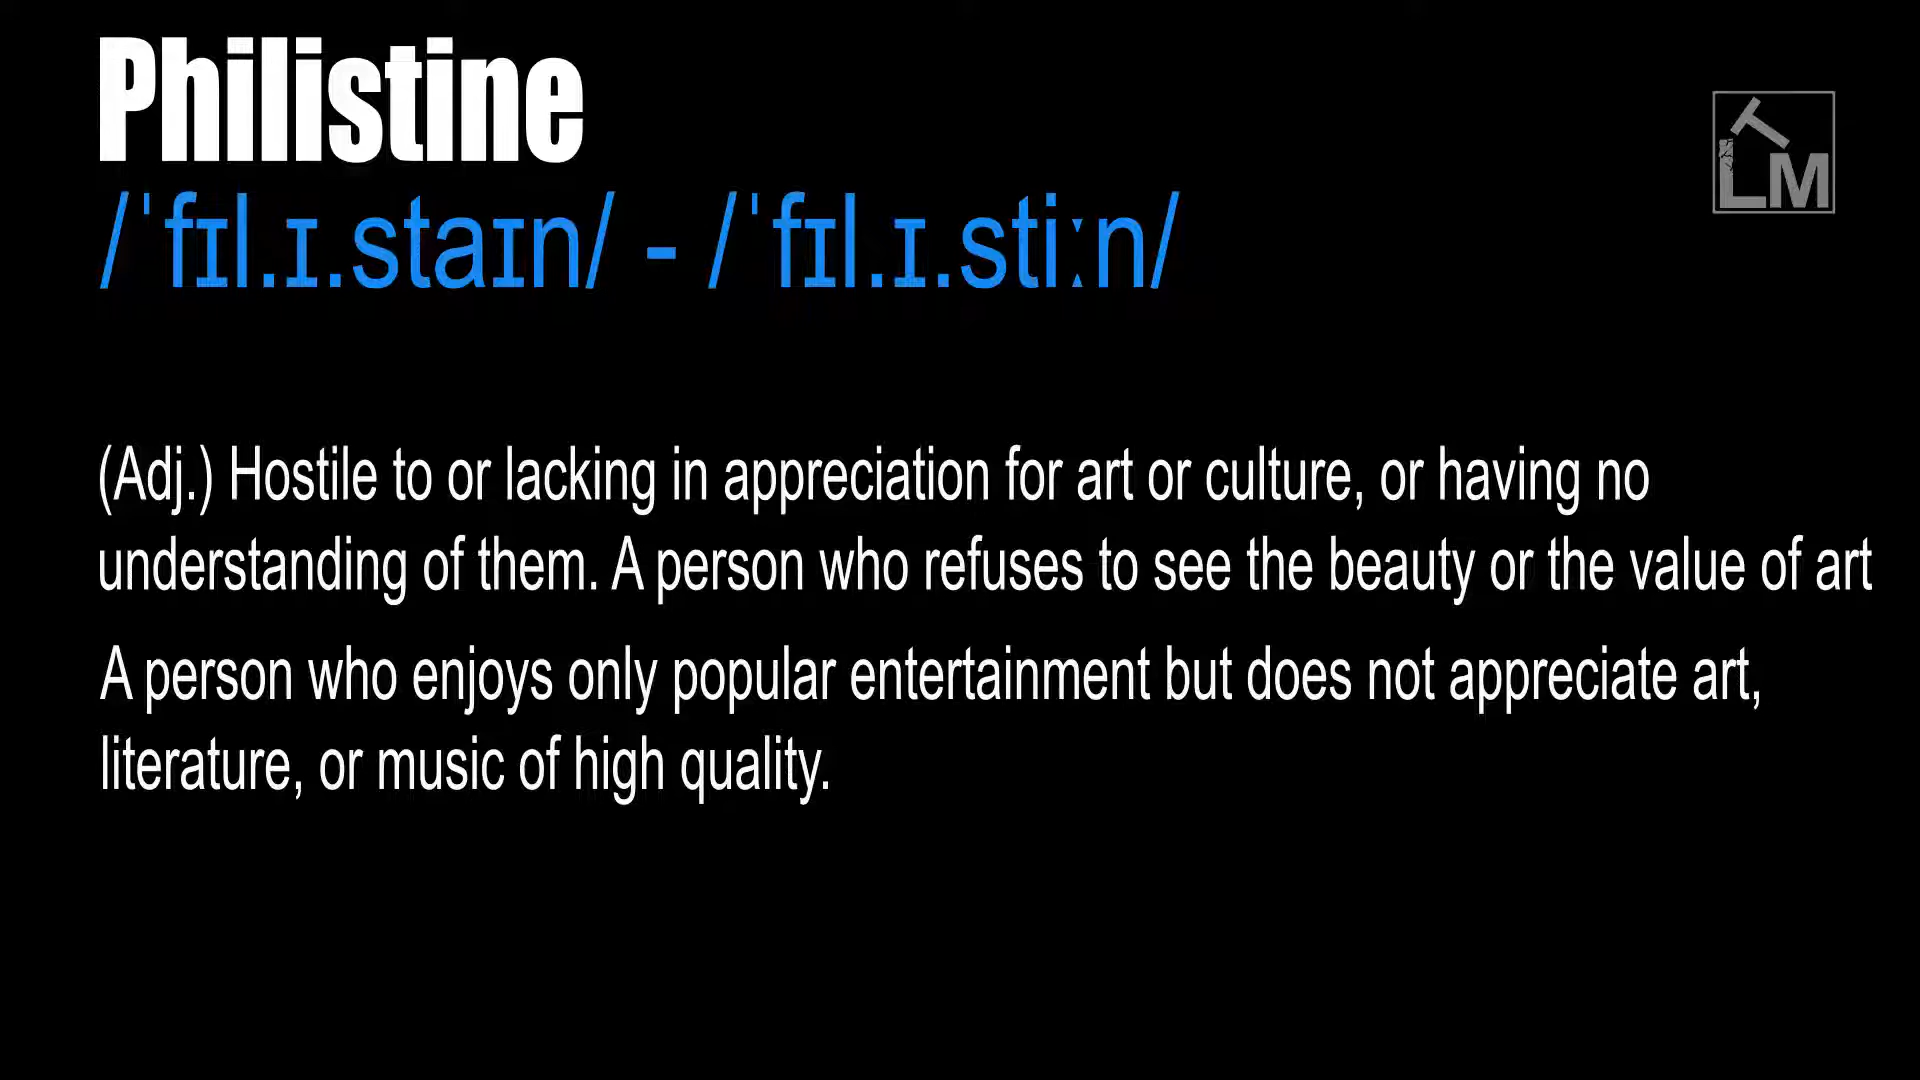 Philistine
/ˈfɪl.ɪ.staɪn/ - /ˈfɪl.ɪ.stiːn/
(Adj.) Hostile to or lacking in appreciation for art or culture, or having no
understanding of them. A person who refuses to see the beauty or the value of art
A person who enjoys only popular entertainment but does not appreciate art,
literature, or music of high quality.
LTM